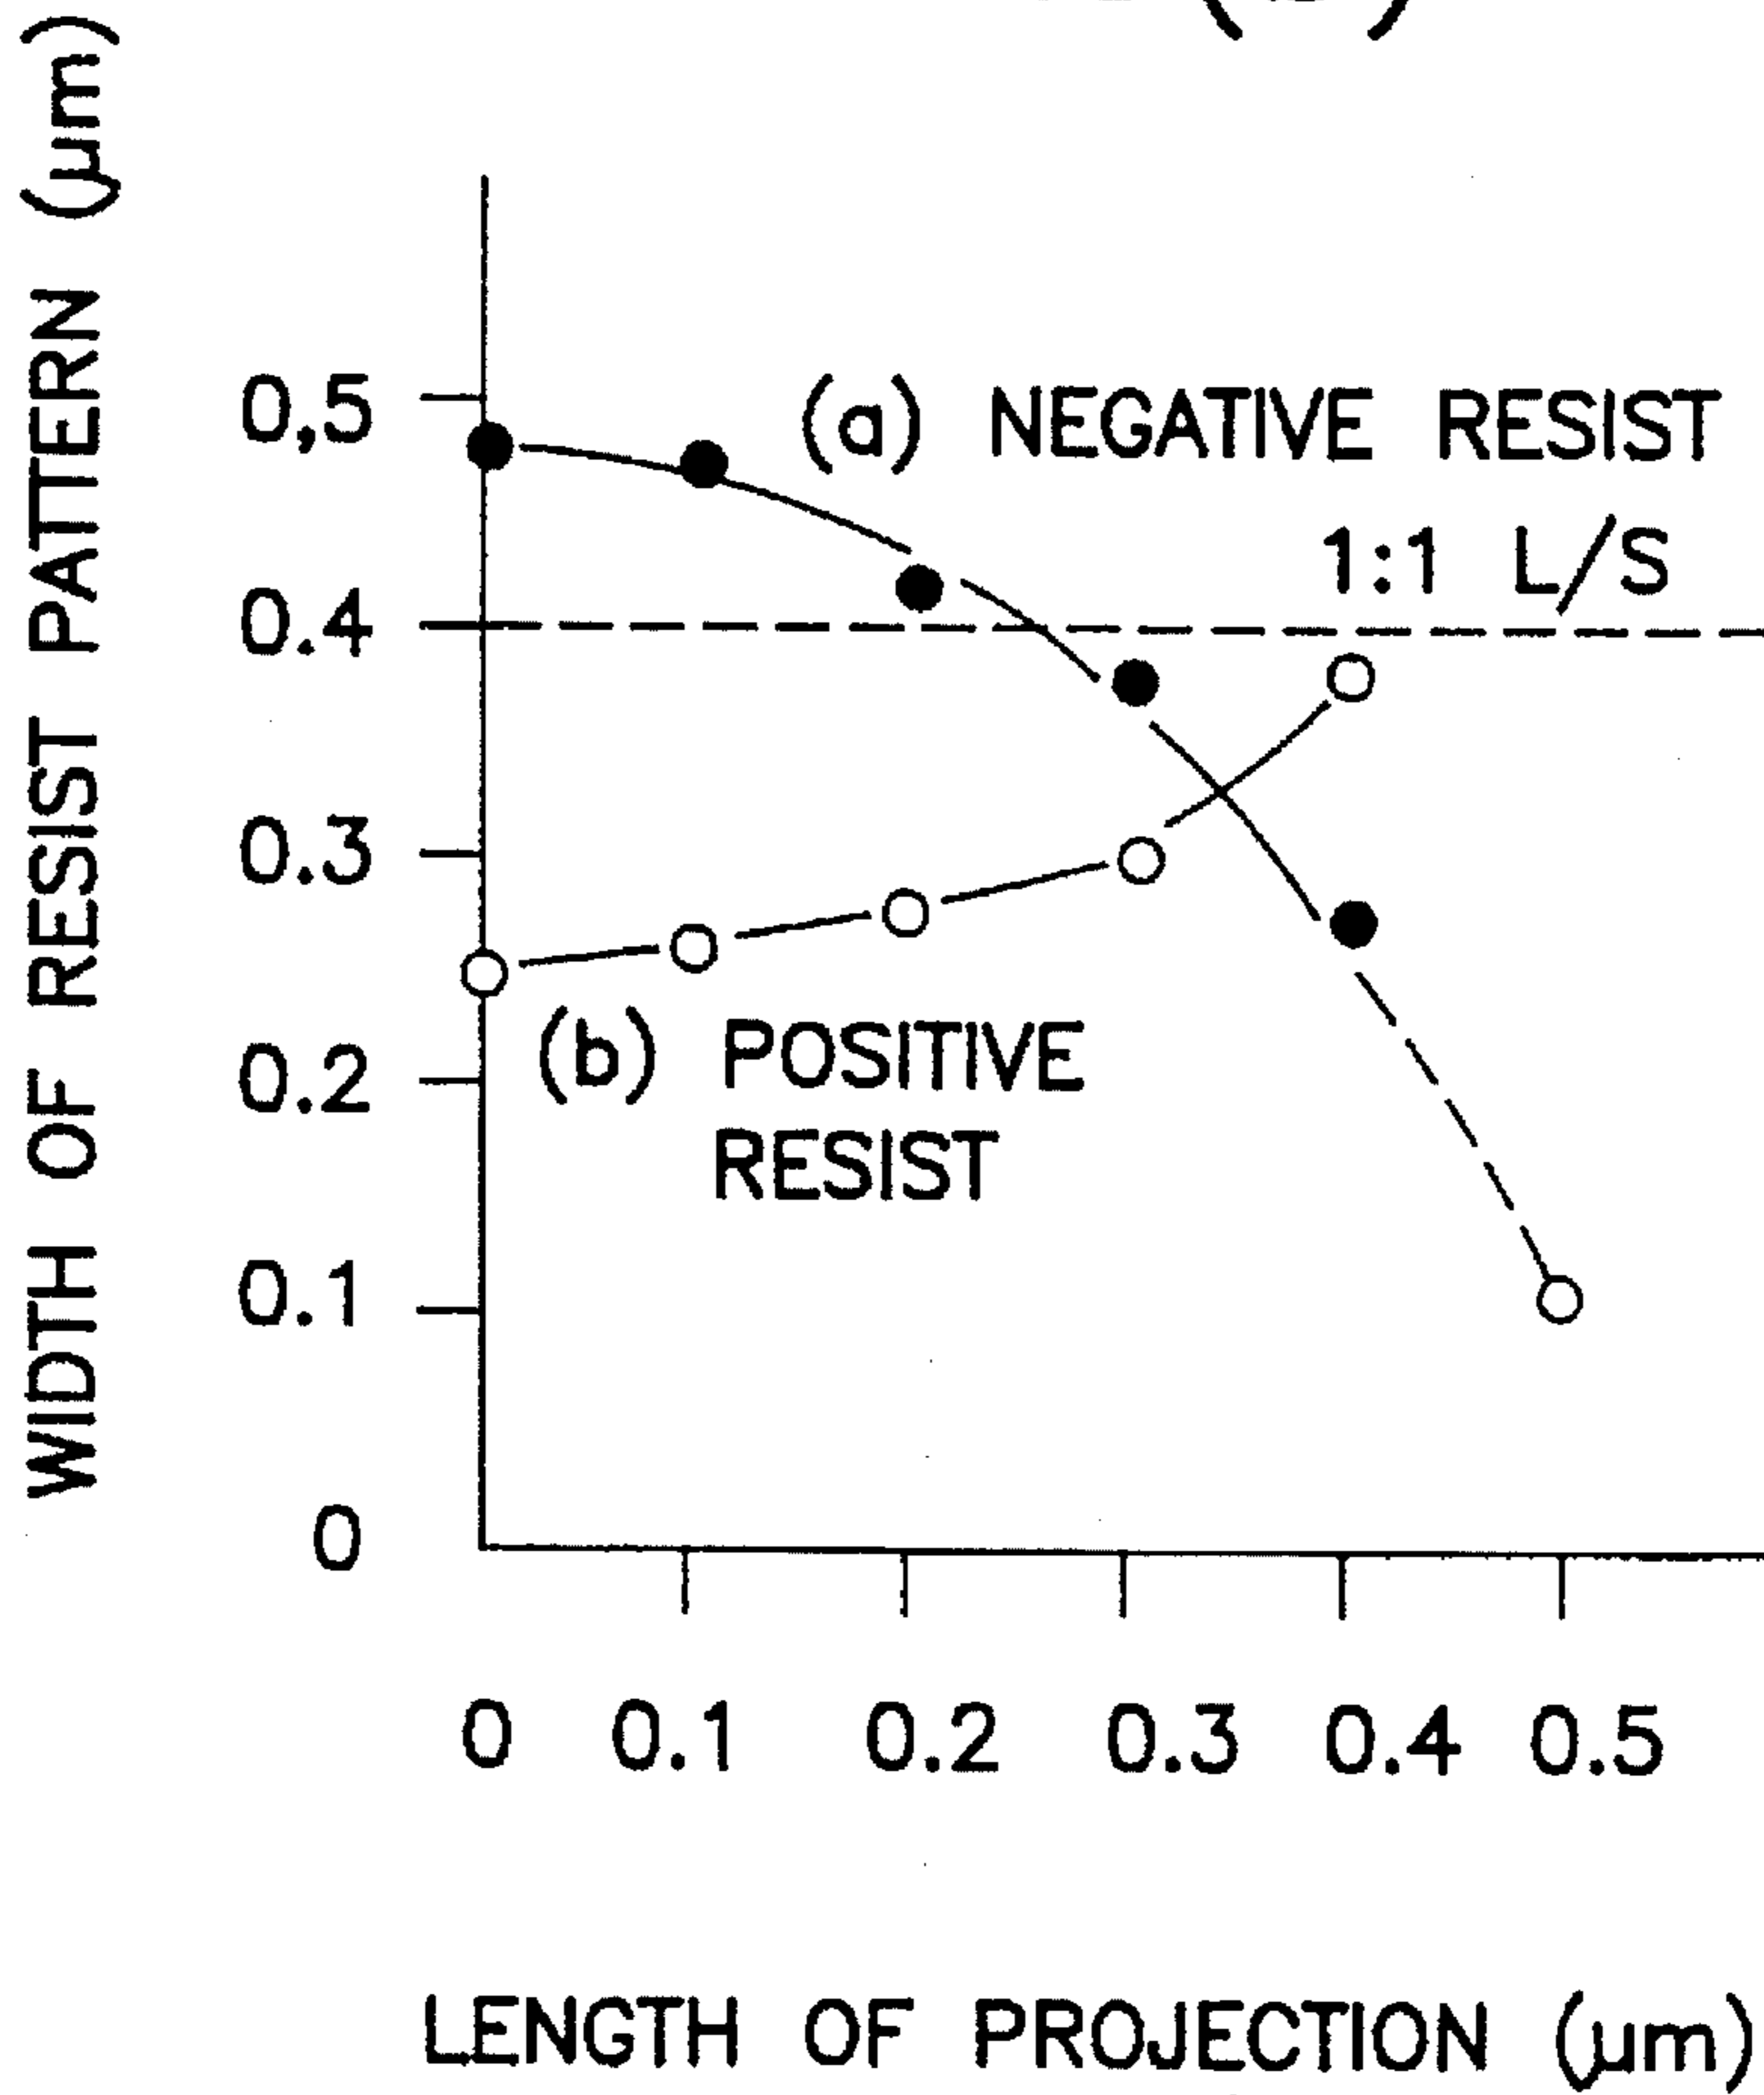 WIDTH OF RESIST PATTERN (μm)
0,5
(a) NEGATIVE RESIST
1:1 L/S
0.4
0.3
0.2
(b) POSITIVE
RESIST
0.1
0
0 0.1 0.2 0.3 0.4 0.5
LENGTH OF PROJECTION (μm)